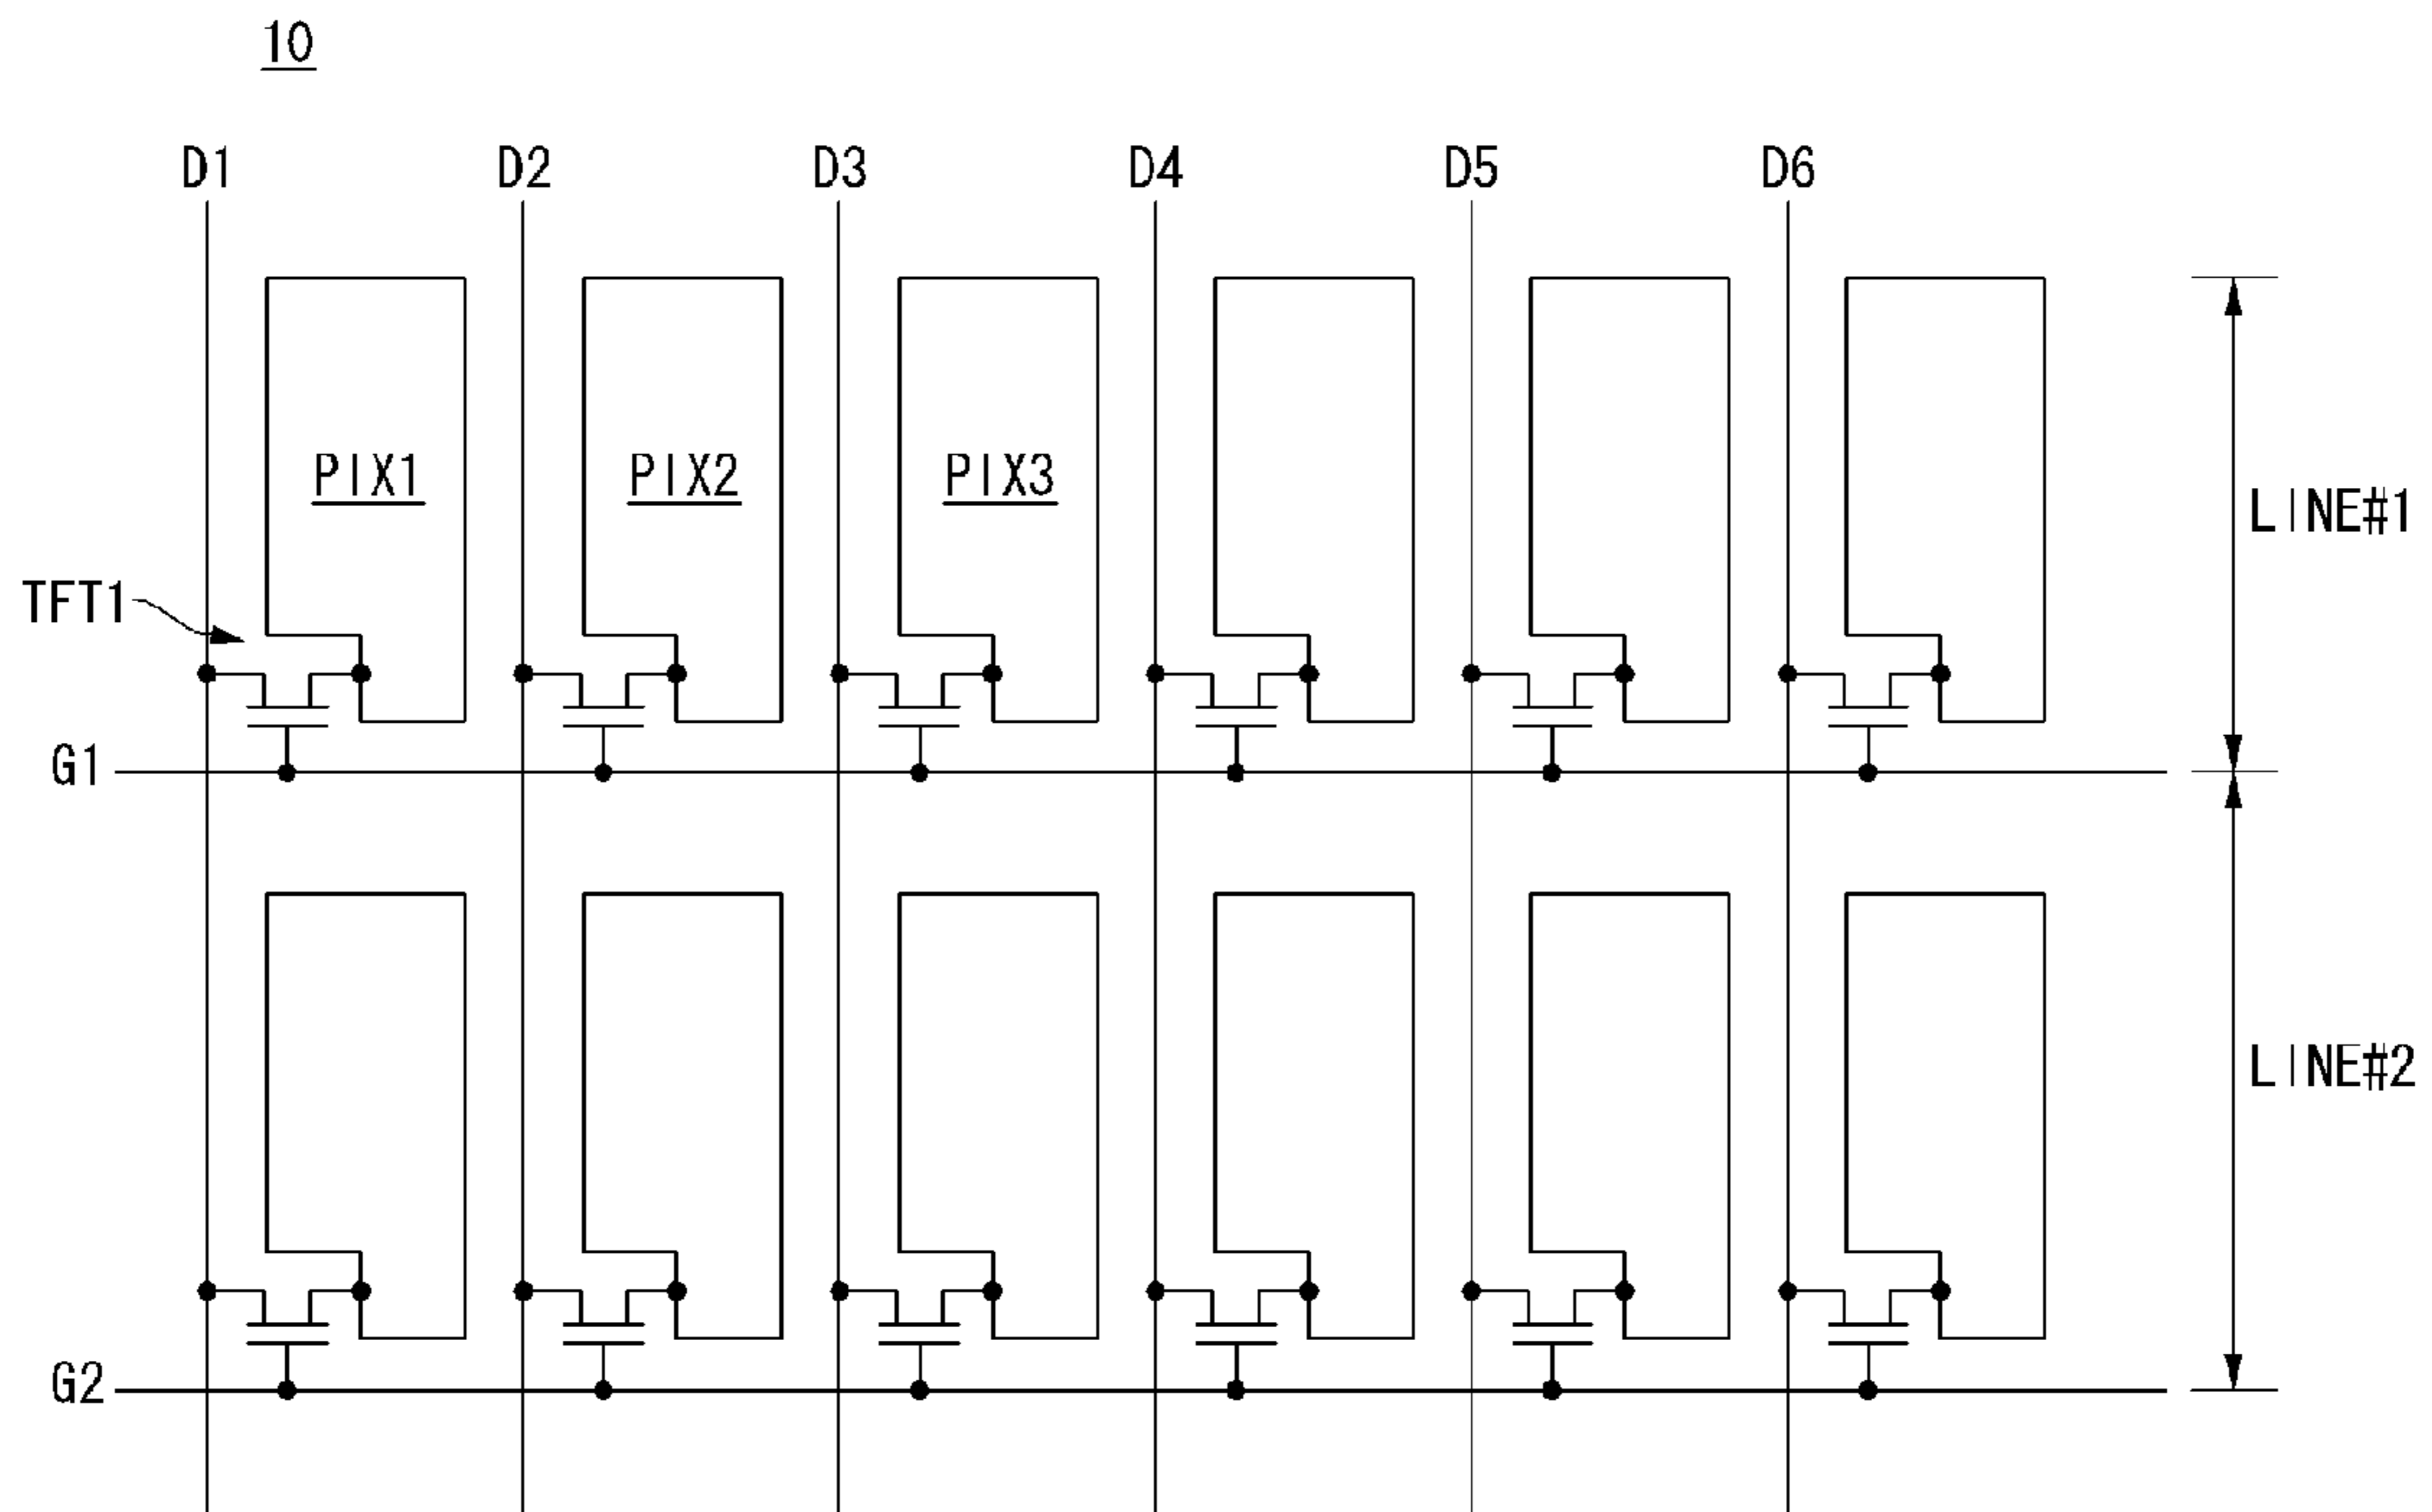 10
D1 D2 D3 D4 D5 D6
PIX1 PIX2 PIX3
LINE#1
TFT1
G1
LINE#2
G2